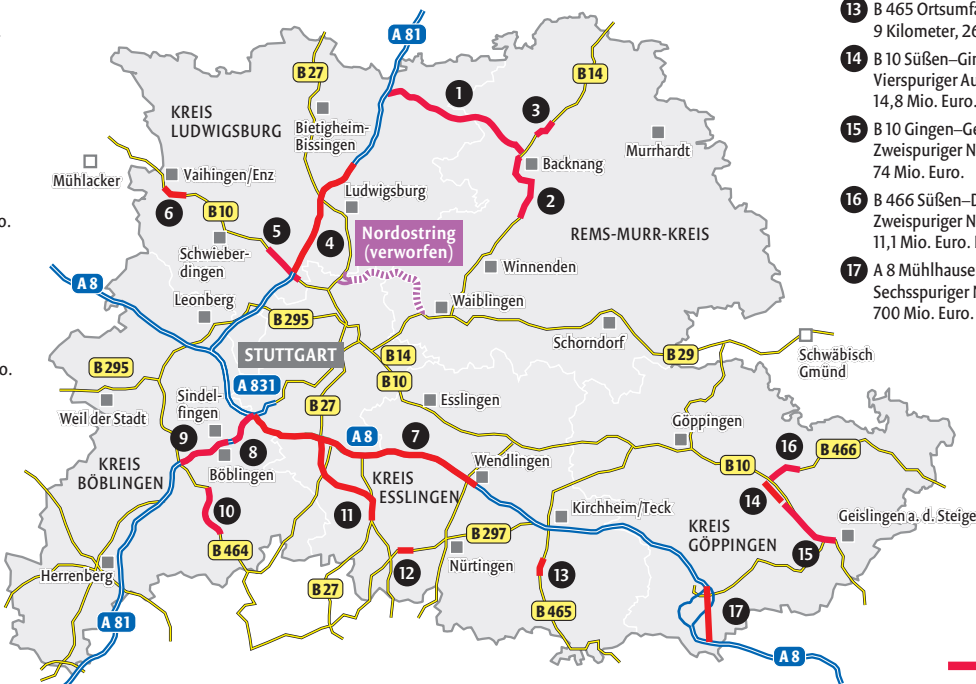 A 81
B 27
B 14
1
3
KREIS
LUDWIGSBURG
Bietigheim-
Bissingen
Murrhardt
Mühlacker
Vaihingen/Enz
Backnang
6
B 10
Ludwigsburg
2
5
4
Nordostring
(verworfen)
REMS-MURR-KREIS
Schwieber-
dingen
Winnenden
A 8
Leonberg
Waiblingen
B 295
Schorndorf
STUTTGART
B 14
B 29
Schwäbisch
Gmünd
B 295
A 831
B 10
Sindel-
fingen
B 27
Esslingen
Weil der Stadt
Göppingen
9
8
A 8
7
16
B 466
KREIS
BÖBLINGEN
Böblingen
Wendlingen
B 10
KREIS
ESSLINGEN
14
10
11
Kirchheim/Teck
Geislingen a. d. Steige
KREIS
GÖPPINGEN
B 464
B 297
15
Herrenberg
12
Nürtingen
13
B 27
B 465
17
A 81
A 8
13 B 465 Ortsumfa
9 Kilometer, 26
14 B 10 Süßen–Gin
Vierspuriger Au
14,8 Mio. Euro.
15 B 10 Gingen–Ge
Zweispuriger N
74 Mio. Euro.
16 B 466 Süßen–D
Zweispuriger N
11,1 Mio. Euro.
17 A 8 Mühlhause
Sechsspuriger N
700 Mio. Euro.
o.
o.